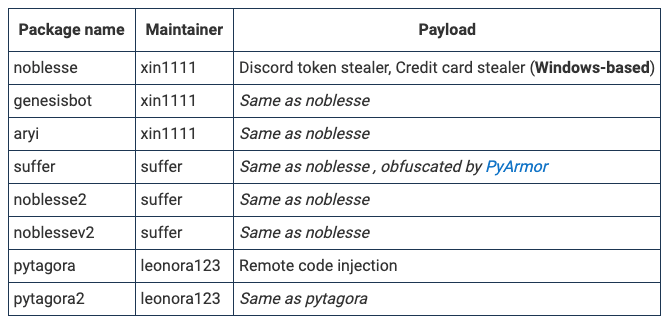 Package name Maintainer Payload
noblesse xin1111 Discord token stealer, Credit card stealer (Windows-based)
genesisbot xin1111 Same as noblesse
aryi xin1111 Same as noblesse
suffer suffer Same as noblesse , obfuscated by PyArmor
noblesse2 suffer Same as noblesse
noblessev2 suffer Same as noblesse
pytagora leonora123 Remote code injection
pytagora2 leonora123 Same as pytagora